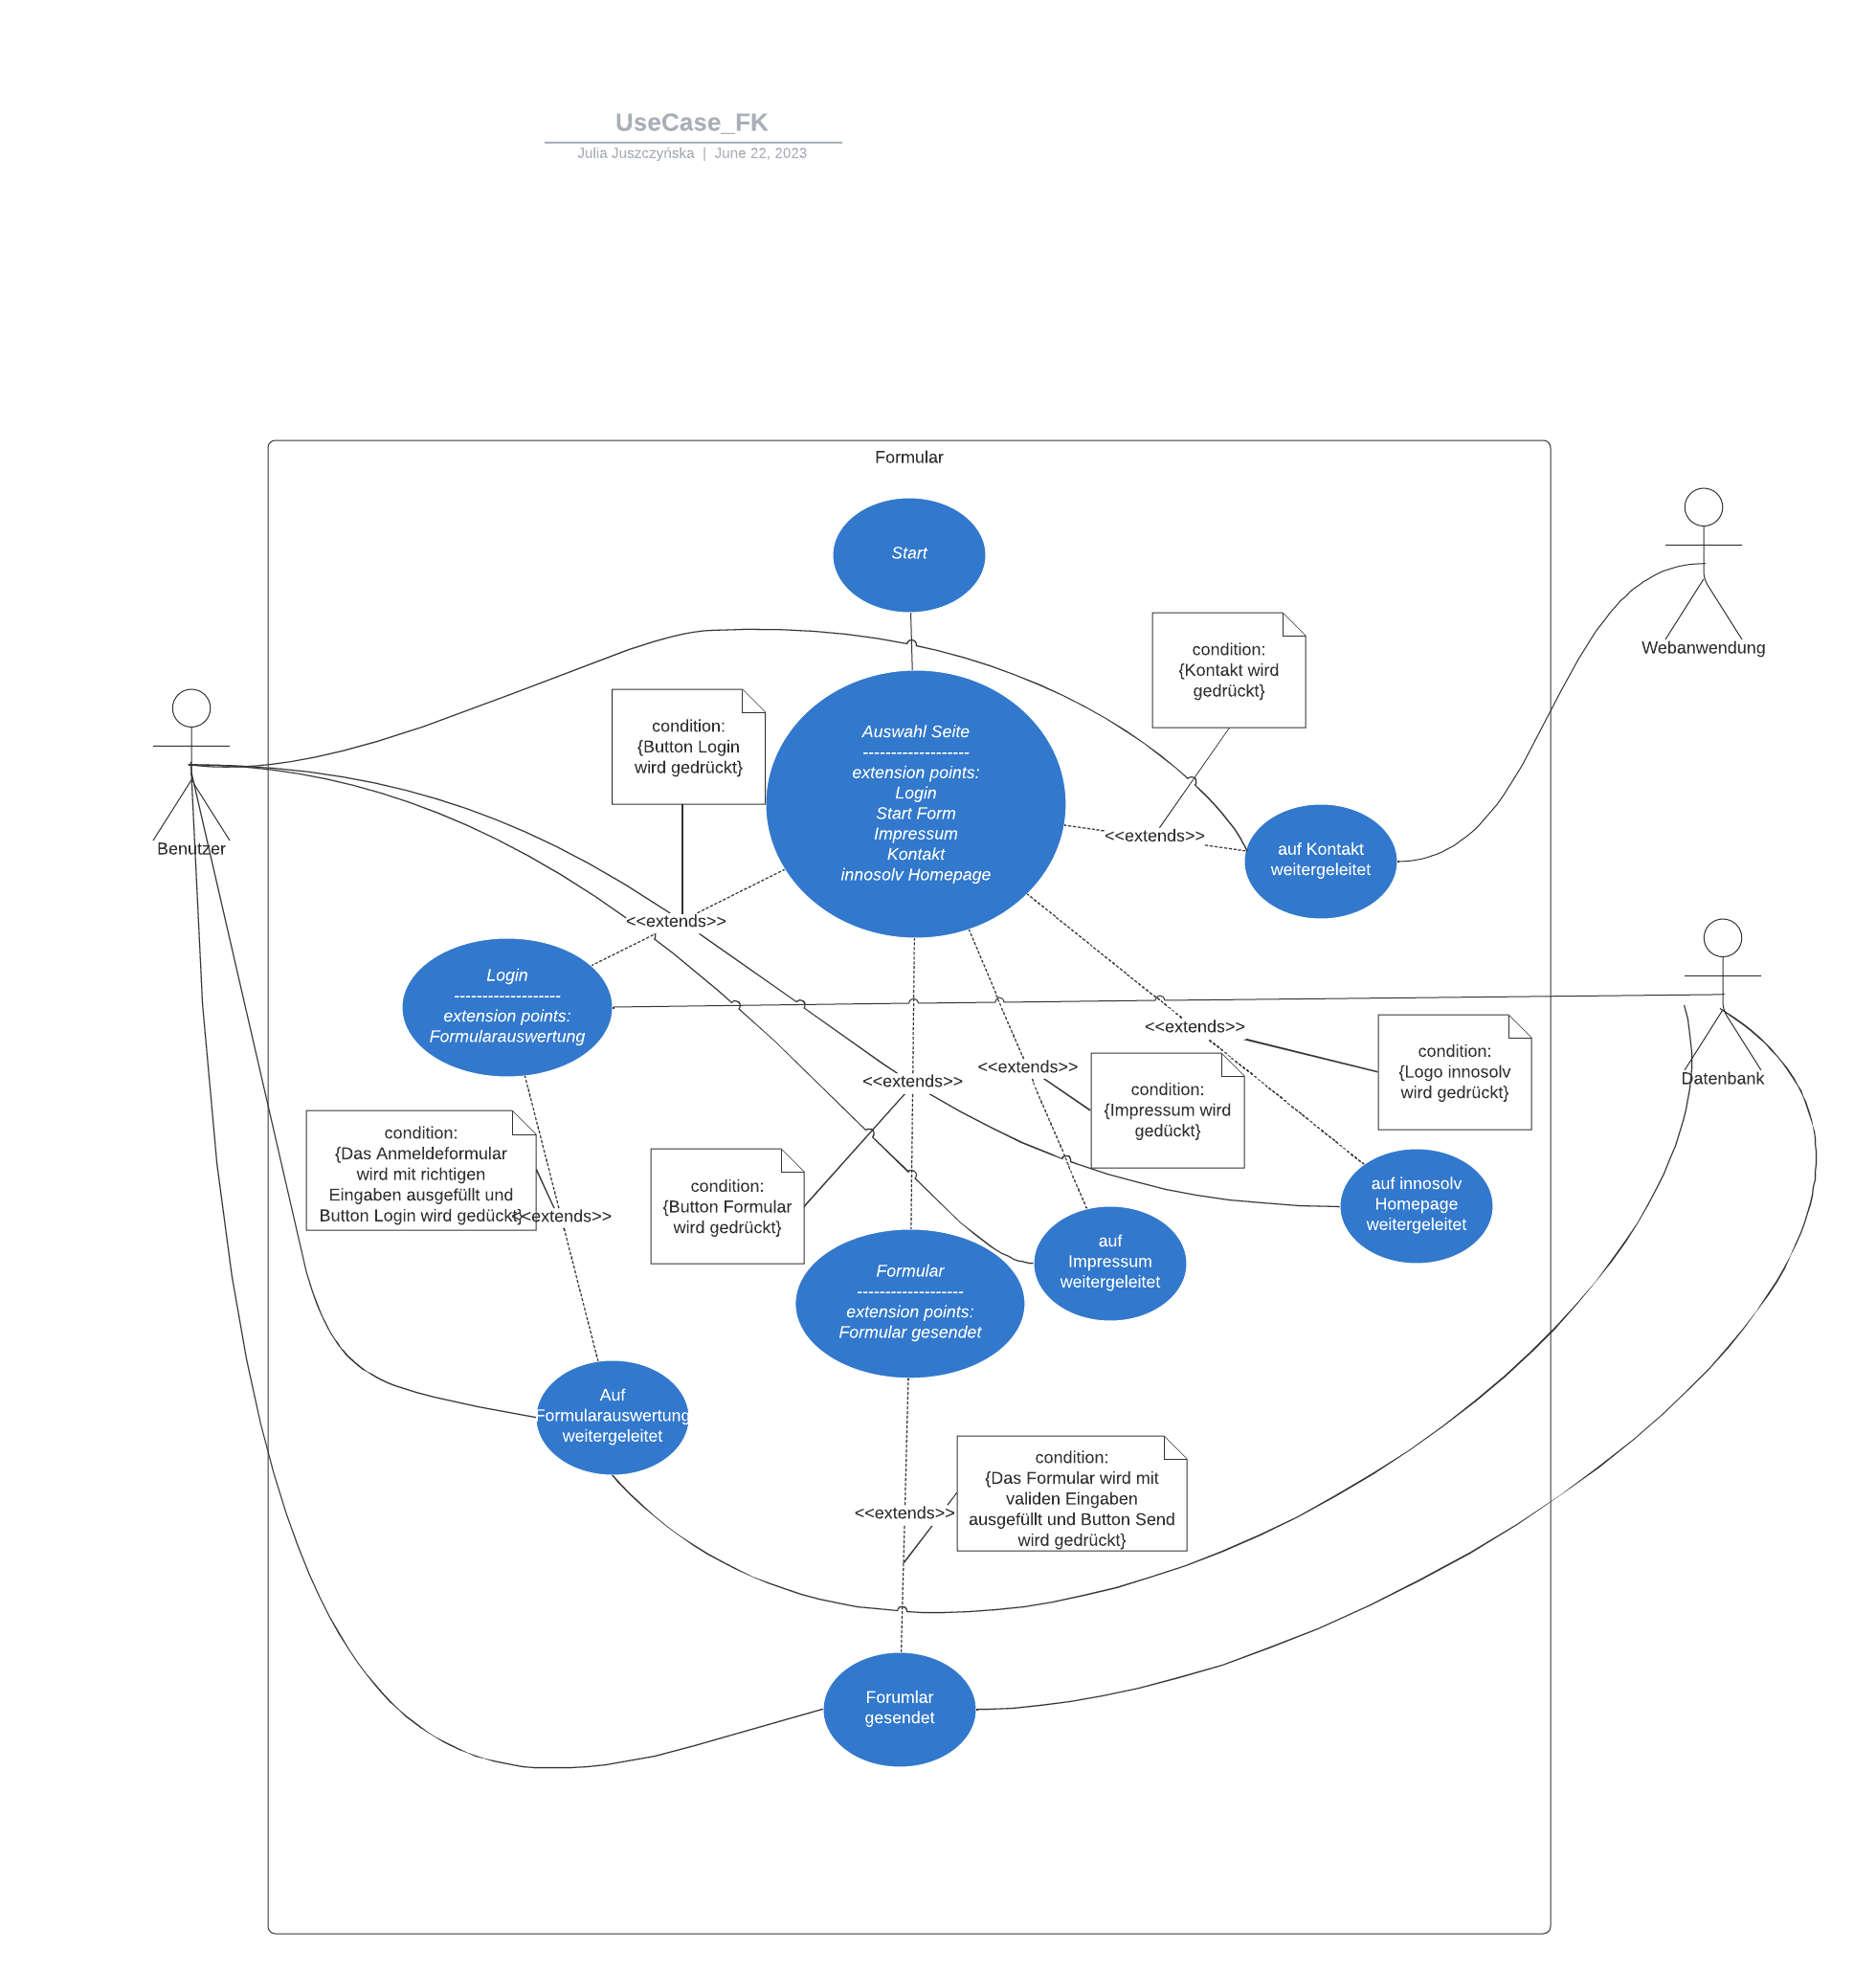 UseCase_FK
Julia Juszczyńska | June 22, 2023
Formular
Start
Webanwendung
condition:
{Kontakt wird
gedrückt}
condition:
{Button Login
wird gedrückt}
Auswahl Seite
-------------------
extension points:
Login
Start Form
Impressum
Kontakt
innosolv Homepage
<<extends>>
auf Kontakt
weitergeleitet
Benutzer
<<extends>>
Login
-------------------
extension points:
Formularauswertung
<<extends>>
condition:
{Logo innosolv
wird gedrückt}
Datenbank
<<extends>>
<<extends>>
condition:
{Impressum wird
gedückt}
condition:
{Das Anmeldeformular
wird mit richtigen
Eingaben ausgefüllt und
Button Login wird gedückt}
<<extends>>
condition:
{Button Formular
wird gedrückt}
auf innosolv
Homepage
weitergeleitet
auf
Impressum
weitergeleitet
Formular
-------------------
extension points:
Formular gesendet
Auf
Formularauswertung
weitergeleitet
condition:
{Das Formular wird mit
validen Eingaben
ausgefüllt und Button Send
wird gedrückt}
<<extends>>
Forumlar
gesendet